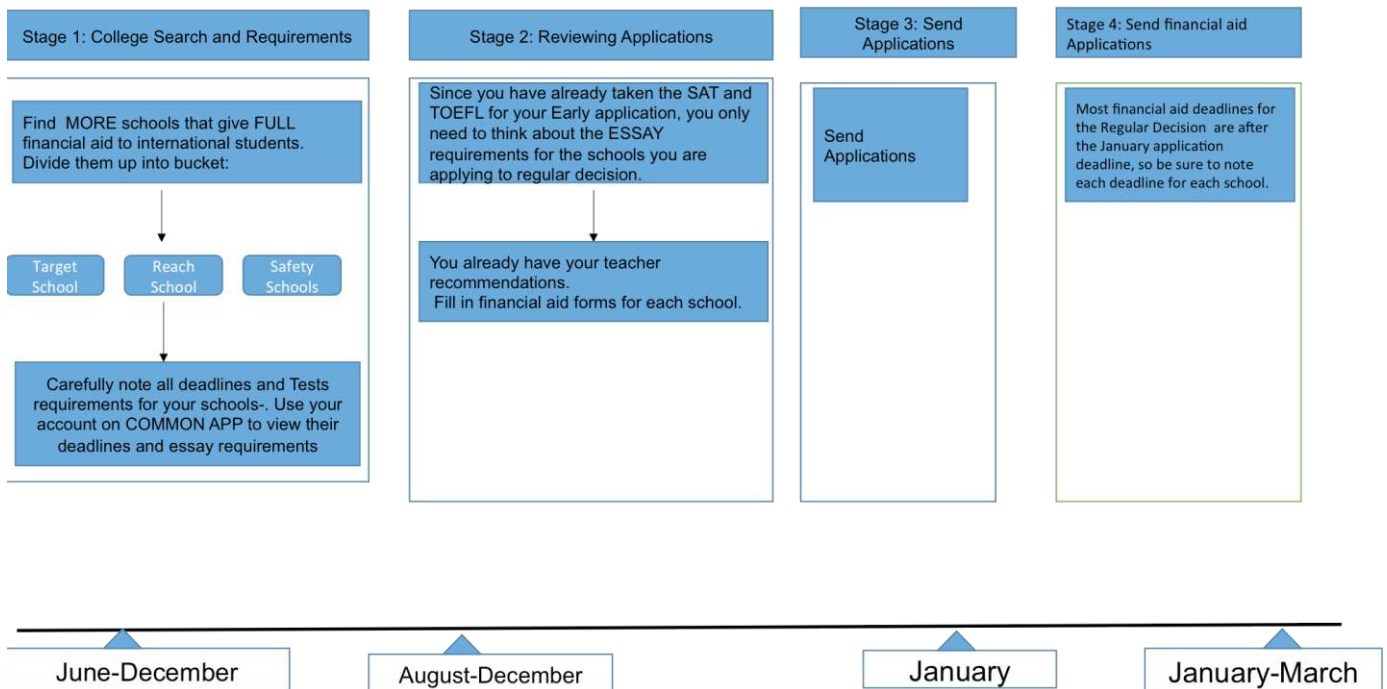 Stage 1: College Search and Requirements
Stage 2: Reviewing Applications
Stage 3: Send
Applications
Stage 4: Send financial aid
Applications
Find  MORE schools that give FULL
financial aid to international students.
Divide them up into bucket:
Target
School
Reach
School
Safety
Schools
Carefully note all deadlines and Tests
requirements for your schools-. Use your
account on COMMON APP to view their
deadlines and essay requirements
Since you have already taken the SAT and
TOEFL for your Early application, you only
need to think about the ESSAY
requirements for the schools you are
applying to regular decision.
You already have your teacher
recommendations.
Fill in financial aid forms for each school.
Send
Applications
Most financial aid deadlines for
the Regular Decision  are after
the January application
deadline, so be sure to note
each deadline for each school.
June-December
August-December
January
January-March